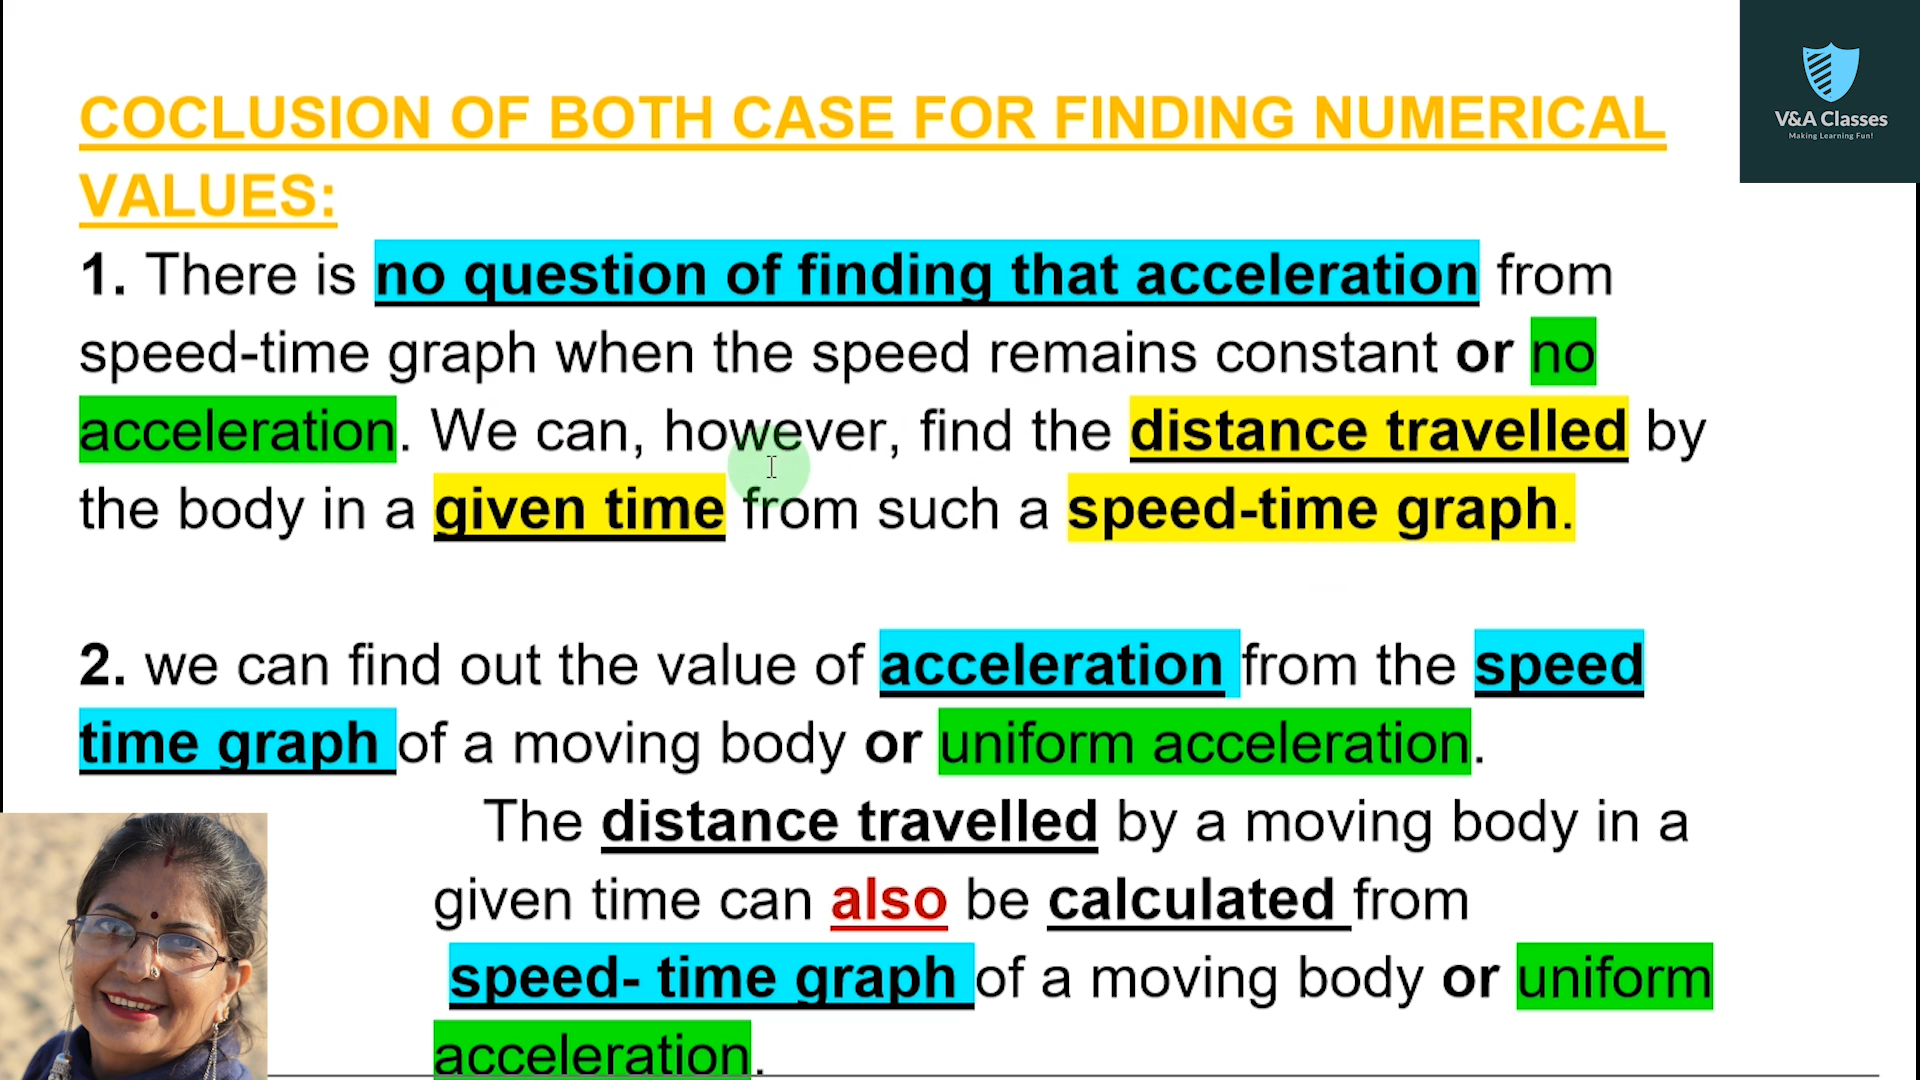 COCLUSION OF BOTH CASE FOR FINDING NUMERICAL
VALUES:
1. There is no question of finding that acceleration from
speed-time graph when the speed remains constant or no
acceleration. We can, however, find the distance travelled by
the body in a given time from such a speed-time graph.
2. we can find out the value of acceleration from the speed
time graph of a moving body or uniform acceleration.
The distance travelled by a moving body in a
given time can also be calculated from
speed- time graph of a moving body or uniform
acceleration.
V&A Classes
Making Learning Fun!